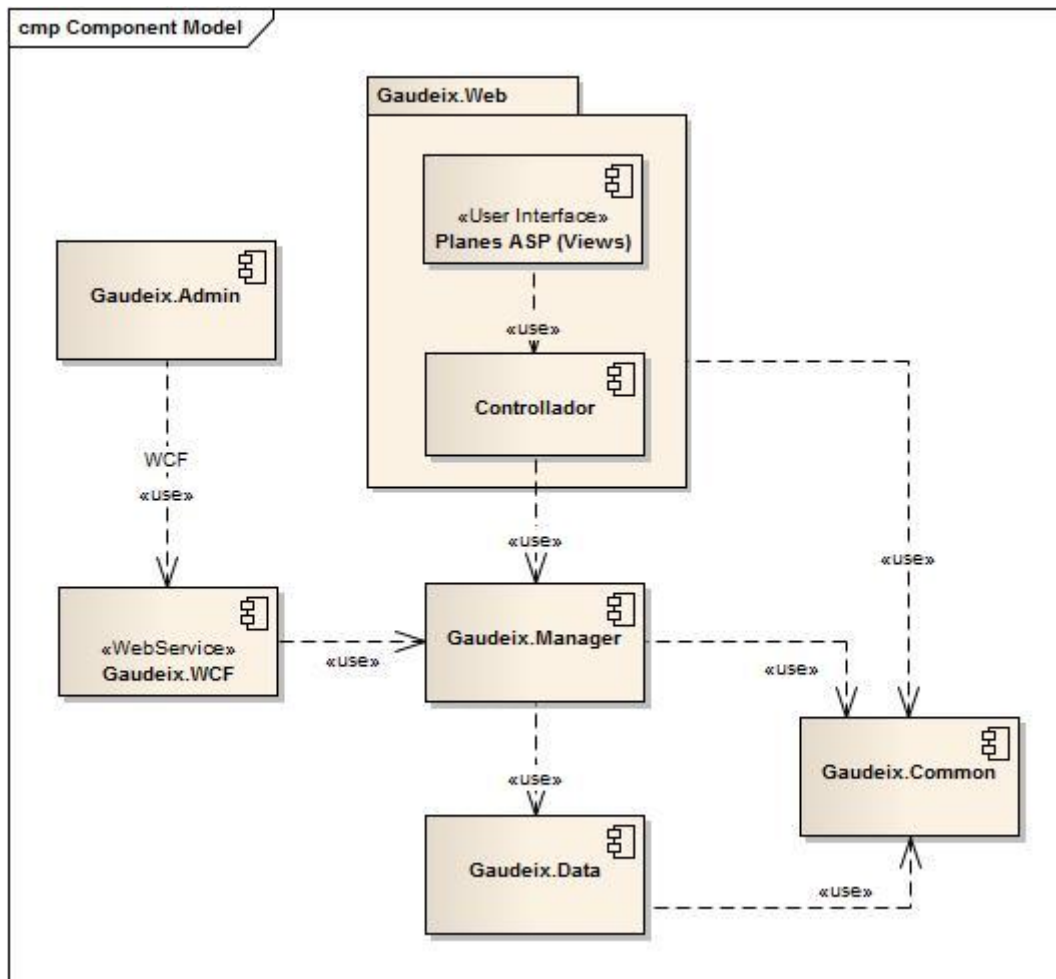 cmp Component Model
Gaudeix.Web
«User Interface»
Planes ASP (Views)
Gaudeix.Admin
«use»
Controllador
WCF
«use»
«use»
«use»
Gaudeix.Manager
«WebService»
Gaudeix.WCF
«use»
«use»
Gaudeix.Common
«use»
Gaudeix.Data
«use»